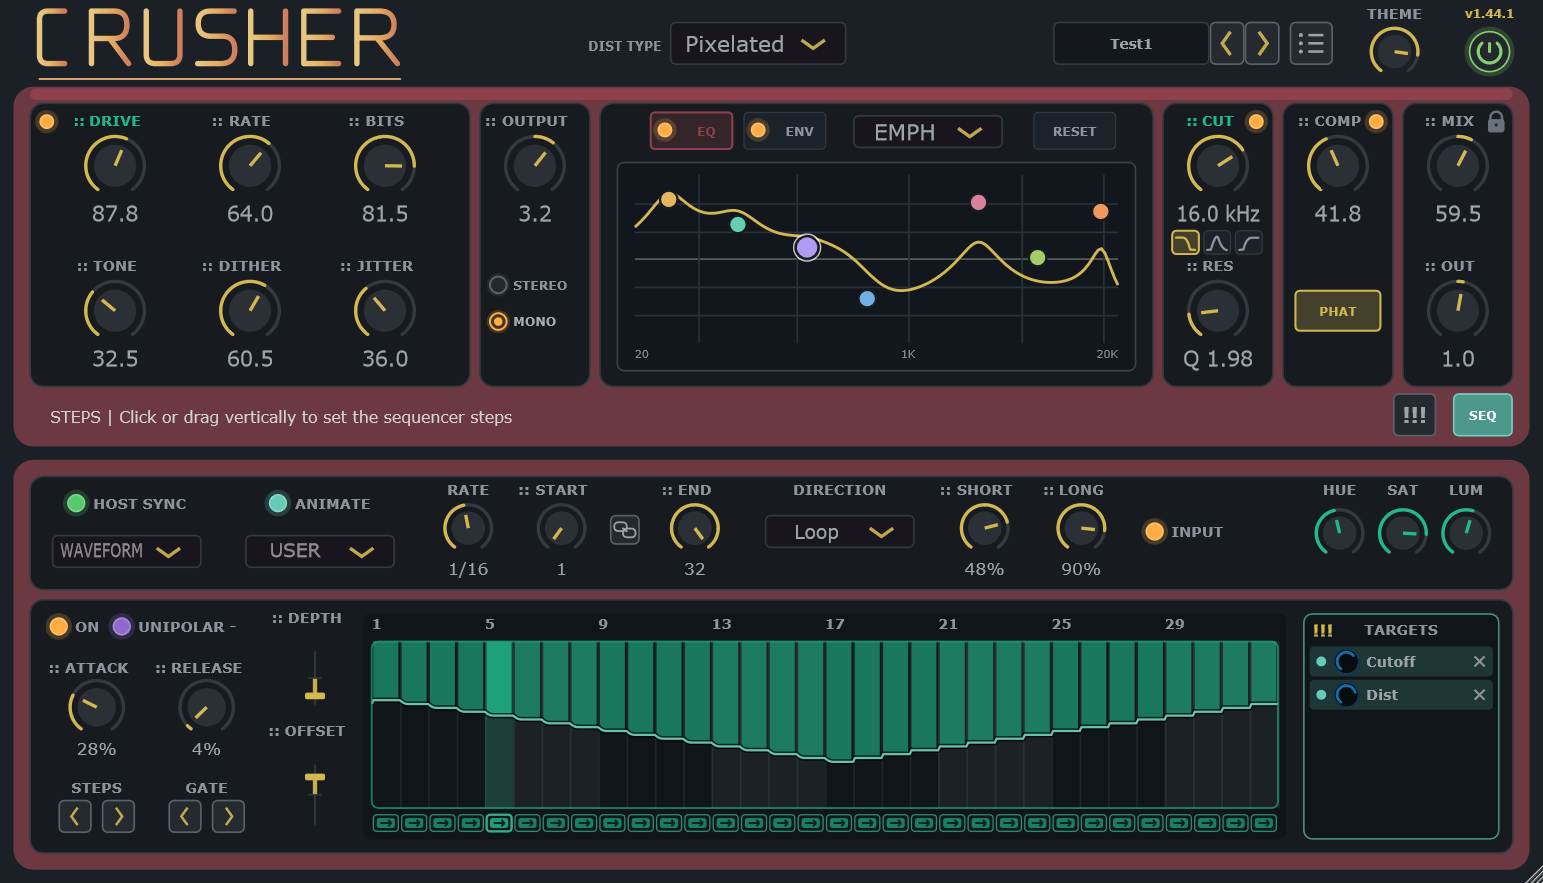 CRUSHER
DIST TYPE Pixelated
Test1
THEME
v1.44.1
:: DRIVE :: RATE :: BITS
87.8 64.0 81.5
:: TONE :: DITHER :: JITTER
32.5 60.5 36.0
:: OUTPUT
3.2
STEREO
MONO
EQ ENV EMPH RESET
20 1K 20K
:: CUT
16.0 kHz
:: RES
Q 1.98
:: COMP
41.8
PHAT
:: MIX
59.5
:: OUT
1.0
STEPS | Click or drag vertically to set the sequencer steps
!!! SEQ
HOST SYNC ANIMATE
WAVEFORM USER
RATE :: START :: END DIRECTION :: SHORT :: LONG
Loop
1/16 1 32 48% 90%
INPUT
HUE SAT LUM
ON UNIPOLAR -
:: DEPTH
:: ATTACK :: RELEASE
28% 4%
:: OFFSET
STEPS GATE
1 5 9 13 17 21 25 29
!!! TARGETS
Cutoff
Dist